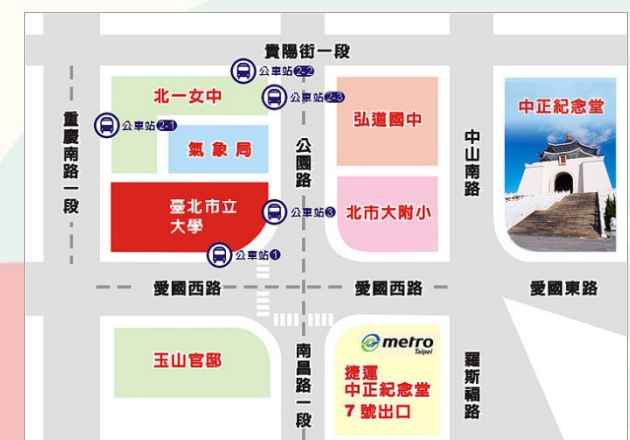 貴陽街一段
公車站2-2
北一女中
公車站2-3
中正紀念堂
重慶南路一段
公車站2-1
弘道國中
氣象局
公園路
中山南路
臺北市立
大學
公車站3
北市大附小
公車站1
愛國西路
愛國西路
愛國東路
玉山官邸
南昌路一段
metro
Taipei
捷運
中正紀念堂
7號出口
羅斯福路